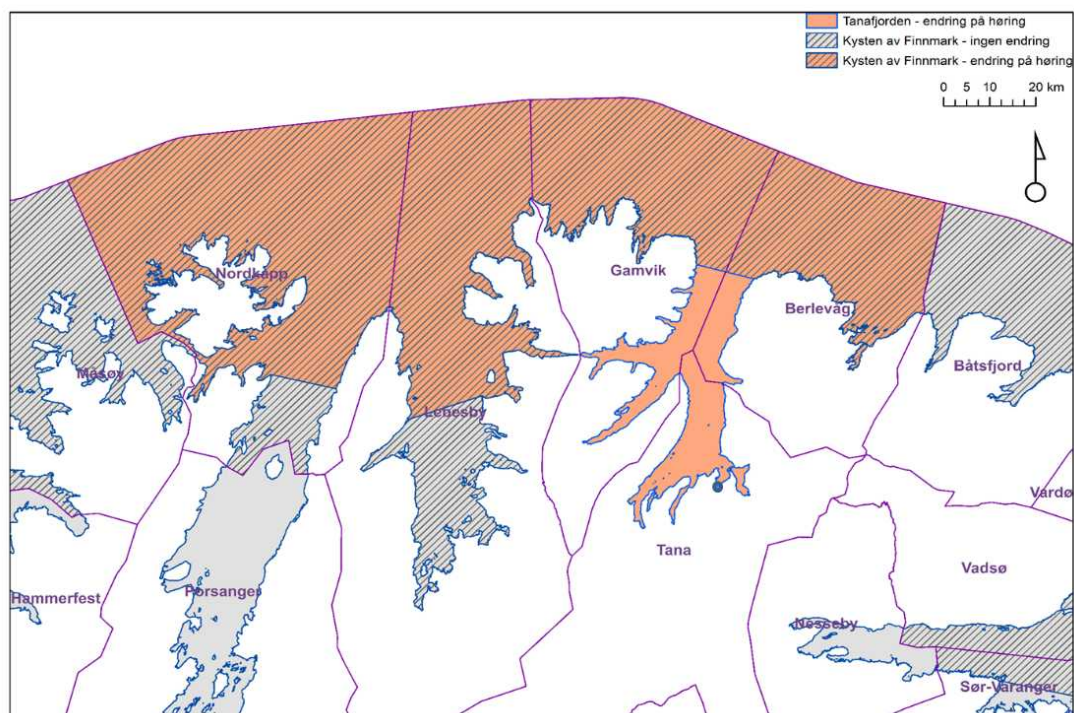 Tanafjorden - endring på høring
Kysten av Finnmark - ingen endring
Kysten av Finnmark - endring på høring
0 5 10 20 km
Nordkapp
Gamvik
Berlevåg
Måsøy
Båtsfjord
Lebesby
Vardø
Tana
Vadsø
Hammerfest
Porsanger
Nesseby
Sør-Varanger